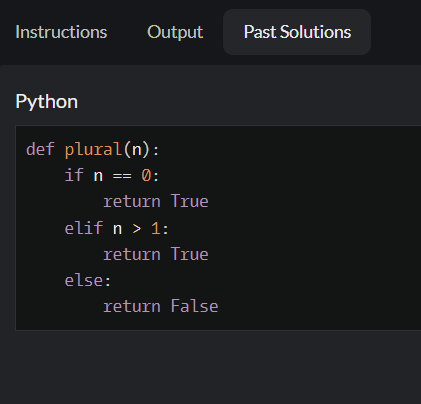 Instructions Output Past Solutions
Python
def plural(n):
    if n == 0:
        return True
    elif n > 1:
        return True
    else:
        return False